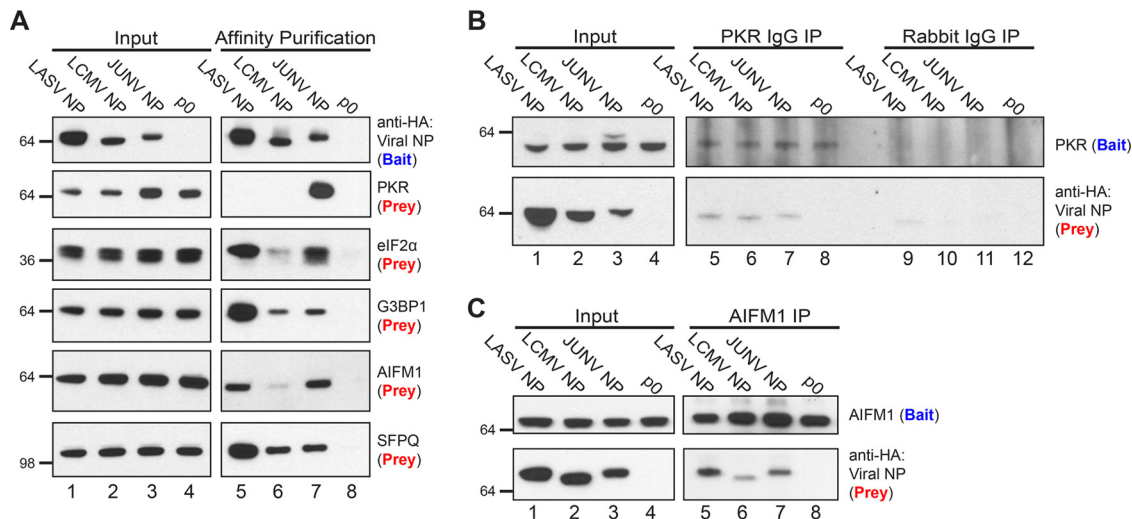 A
Input Affinity Purification
LASV NP LCMV NP JUNV NP p0 LASV NP LCMV NP JUNV NP p0
64
anti-HA:
Viral NP
(Bait)
64
PKR
(Prey)
36
eIF2α
(Prey)
64
G3BP1
(Prey)
64
AIFM1
(Prey)
98
SFPQ
(Prey)
1 2 3 4 5 6 7 8
B
Input PKR IgG IP Rabbit IgG IP
LASV NP LCMV NP JUNV NP p0 LASV NP LCMV NP JUNV NP p0 LASV NP LCMV NP JUNV NP p0
64
PKR (Bait)
64
anti-HA:
Viral NP
(Prey)
1 2 3 4 5 6 7 8 9 10 11 12
C
Input AIFM1 IP
LASV NP LCMV NP JUNV NP p0 LASV NP LCMV NP JUNV NP p0
64
AIFM1 (Bait)
64
anti-HA:
Viral NP
(Prey)
1 2 3 4 5 6 7 8